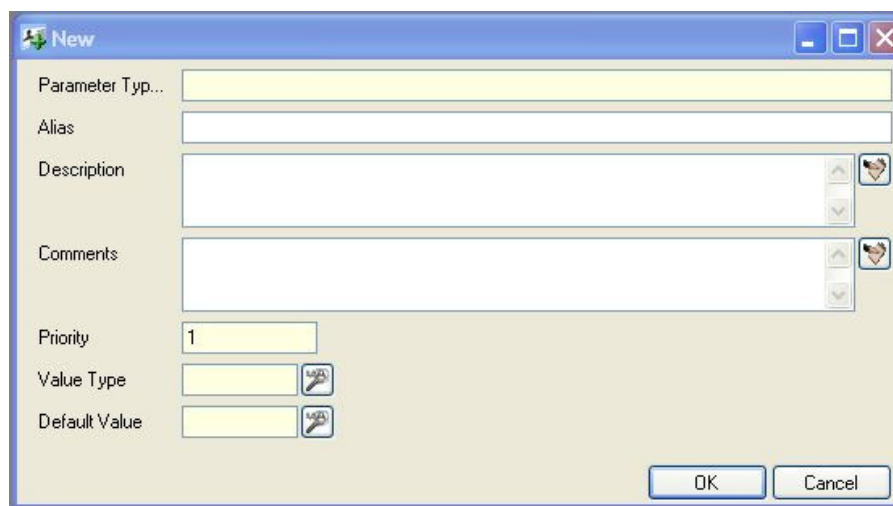 New
Parameter Typ...
Alias
Description
Comments
Priority 1
Value Type
Default Value
OK Cancel